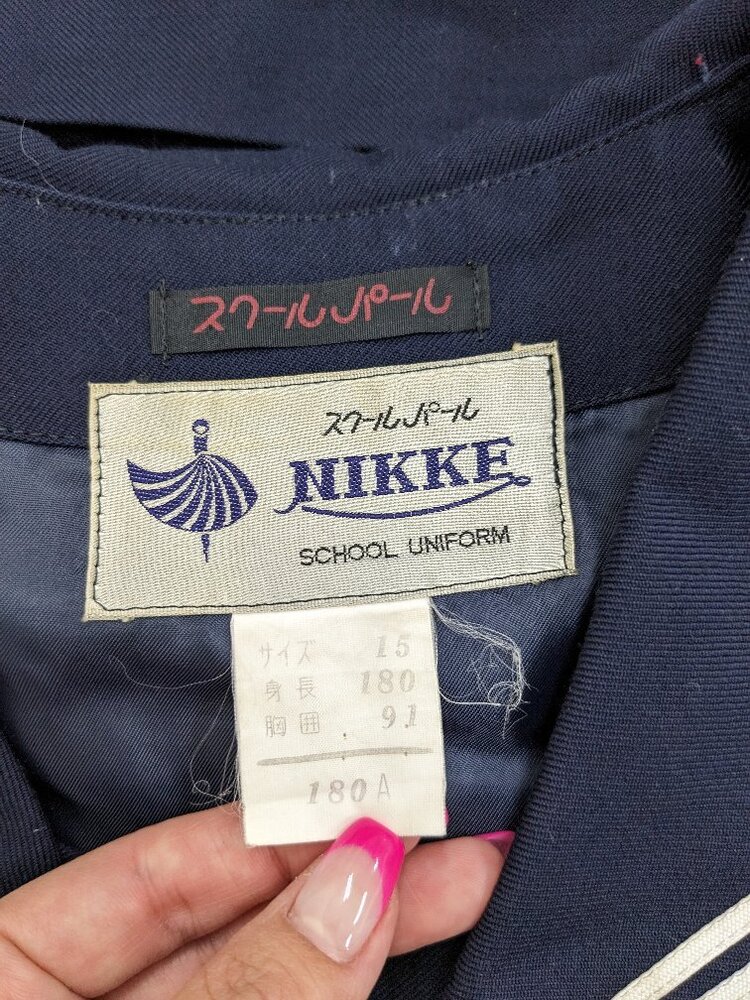 スクールパール
スクールパール
NIKKE
SCHOOL UNIFORM
サイズ 15
身長 180
胸囲 91
180A